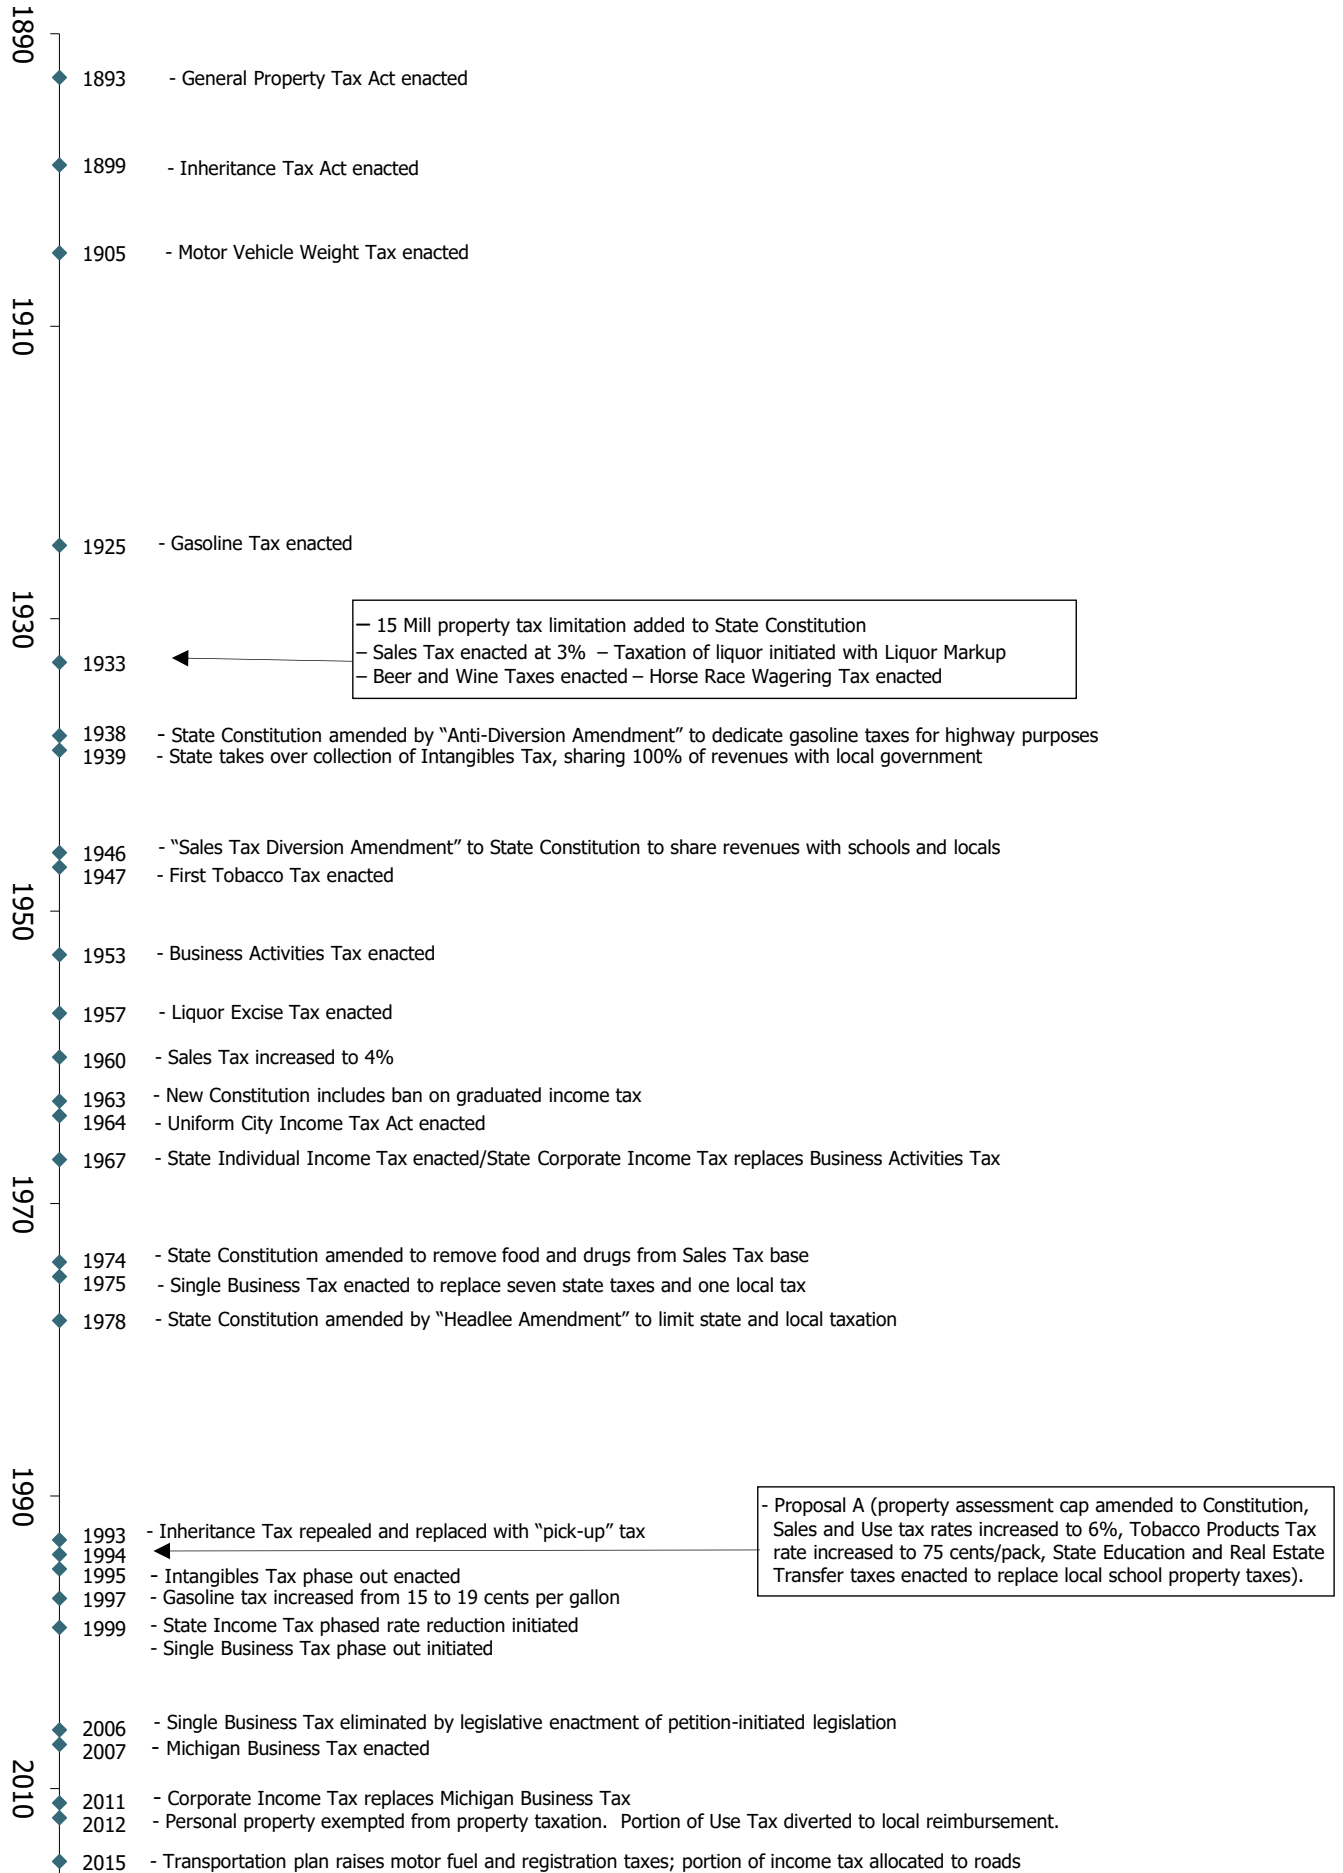 1890
1893 - General Property Tax Act enacted
1899 - Inheritance Tax Act enacted
1905 - Motor Vehicle Weight Tax enacted
1910
1925 - Gasoline Tax enacted
1930
– 15 Mill property tax limitation added to State Constitution
– Sales Tax enacted at 3% – Taxation of liquor initiated with Liquor Markup
– Beer and Wine Taxes enacted – Horse Race Wagering Tax enacted
1933
1938 - State Constitution amended by “Anti-Diversion Amendment” to dedicate gasoline taxes for highway purposes
1939 - State takes over collection of Intangibles Tax, sharing 100% of revenues with local government
1946 - “Sales Tax Diversion Amendment” to State Constitution to share revenues with schools and locals
1947 - First Tobacco Tax enacted
1950
1953 - Business Activities Tax enacted
1957 - Liquor Excise Tax enacted
1960 - Sales Tax increased to 4%
1963 - New Constitution includes ban on graduated income tax
1964 - Uniform City Income Tax Act enacted
1967 - State Individual Income Tax enacted/State Corporate Income Tax replaces Business Activities Tax
1970
1974 - State Constitution amended to remove food and drugs from Sales Tax base
1975 - Single Business Tax enacted to replace seven state taxes and one local tax
1978 - State Constitution amended by “Headlee Amendment” to limit state and local taxation
1990
1993 - Inheritance Tax repealed and replaced with “pick-up” tax
1994
- Proposal A (property assessment cap amended to Constitution,
Sales and Use tax rates increased to 6%, Tobacco Products Tax
rate increased to 75 cents/pack, State Education and Real Estate
Transfer taxes enacted to replace local school property taxes).
1995 - Intangibles Tax phase out enacted
1997 - Gasoline tax increased from 15 to 19 cents per gallon
1999 - State Income Tax phased rate reduction initiated
- Single Business Tax phase out initiated
2006 - Single Business Tax eliminated by legislative enactment of petition-initiated legislation
2007 - Michigan Business Tax enacted
2010
2011 - Corporate Income Tax replaces Michigan Business Tax
2012 - Personal property exempted from property taxation. Portion of Use Tax diverted to local reimbursement.
2015 - Transportation plan raises motor fuel and registration taxes; portion of income tax allocated to roads